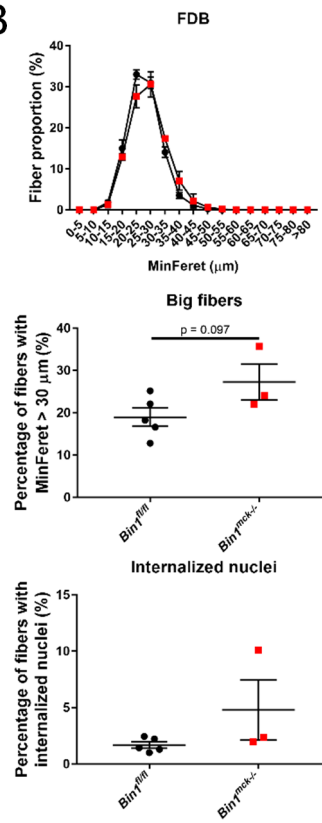 B
FDB
Fiber proportion (%)
40
30
20
10
0
0-5
5-10
10-15
15-20
20-25
25-30
30-35
35-40
40-45
45-50
50-55
55-60
60-65
65-70
70-75
75-80
>80
MinFeret (µm)
Big fibers
Percentage of fibers with
MinFeret > 30 µm (%)
40
30
20
10
0
p = 0.097
Bin1fl/fl
Bin1mck-/-
Internalized nuclei
Percentage of fibers with
internalized nuclei (%)
15
10
5
0
Bin1fl/fl
Bin1mck-/-